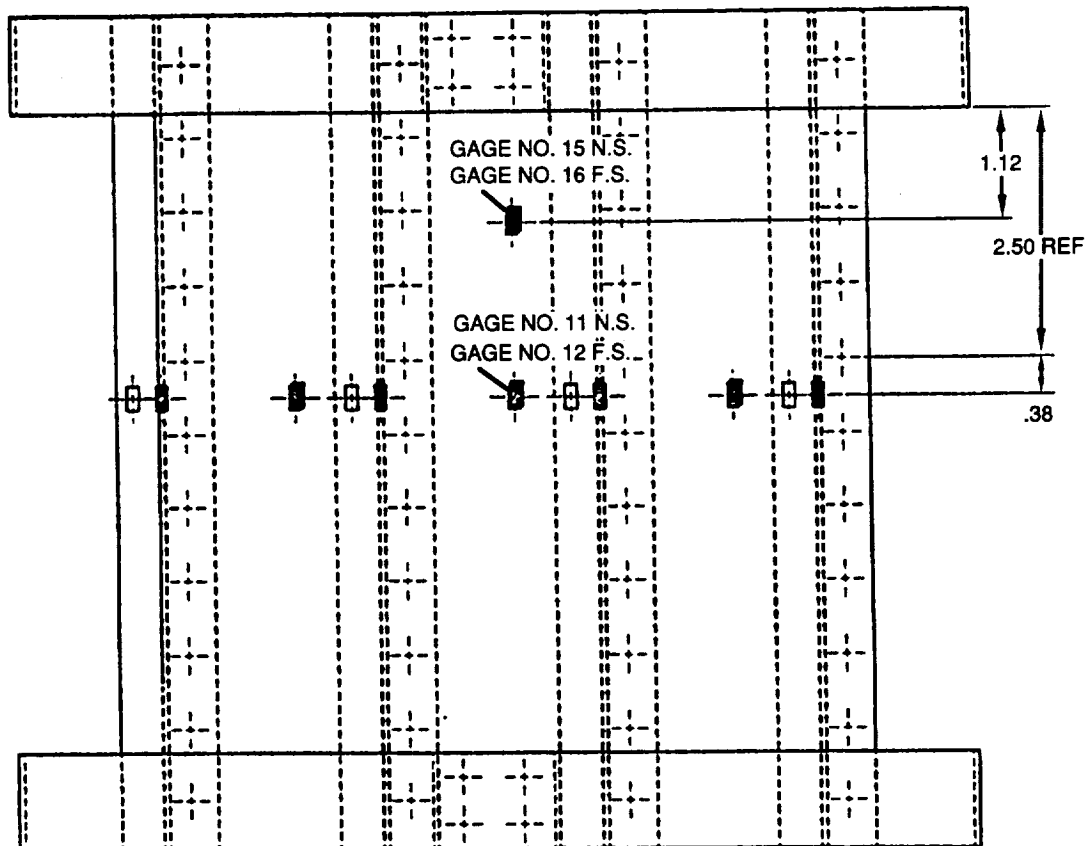 GAGE NO. 15 N.S.
GAGE NO. 16 F.S.
1.12
2.50 REF
GAGE NO. 11 N.S.
GAGE NO. 12 F.S.
.38